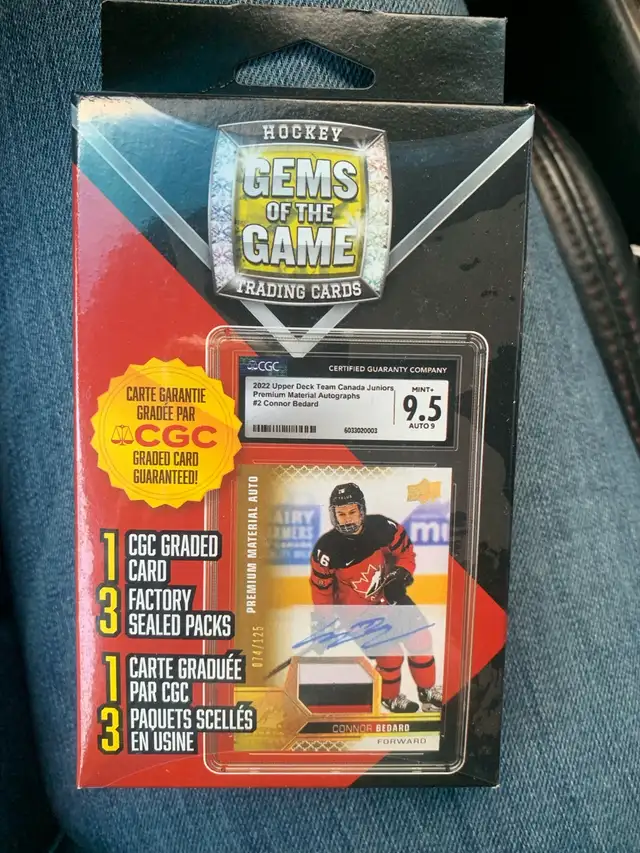 HOCKEY
GEMS
OF THE
GAME
TRADING CARDS
CGC
CERTIFIED GUARANTY COMPANY
2022 Upper Deck Team Canada Juniors
Premium Material Autographs
#2 Connor Bedard
MINT+
9.5
AUTO 9
6033020003
CARTE GARANTIE
GRADÉE PAR
CGC
GRADED CARD
GUARANTEED!
PREMIUM MATERIAL AUTO
074/125
16
1 CGC GRADED
CARD
3 FACTORY
SEALED PACKS
1 CARTE GRADUÉE
PAR CGC
3 PAQUETS SCELLÉS
EN USINE
CONNOR BEDARD
FORWARD